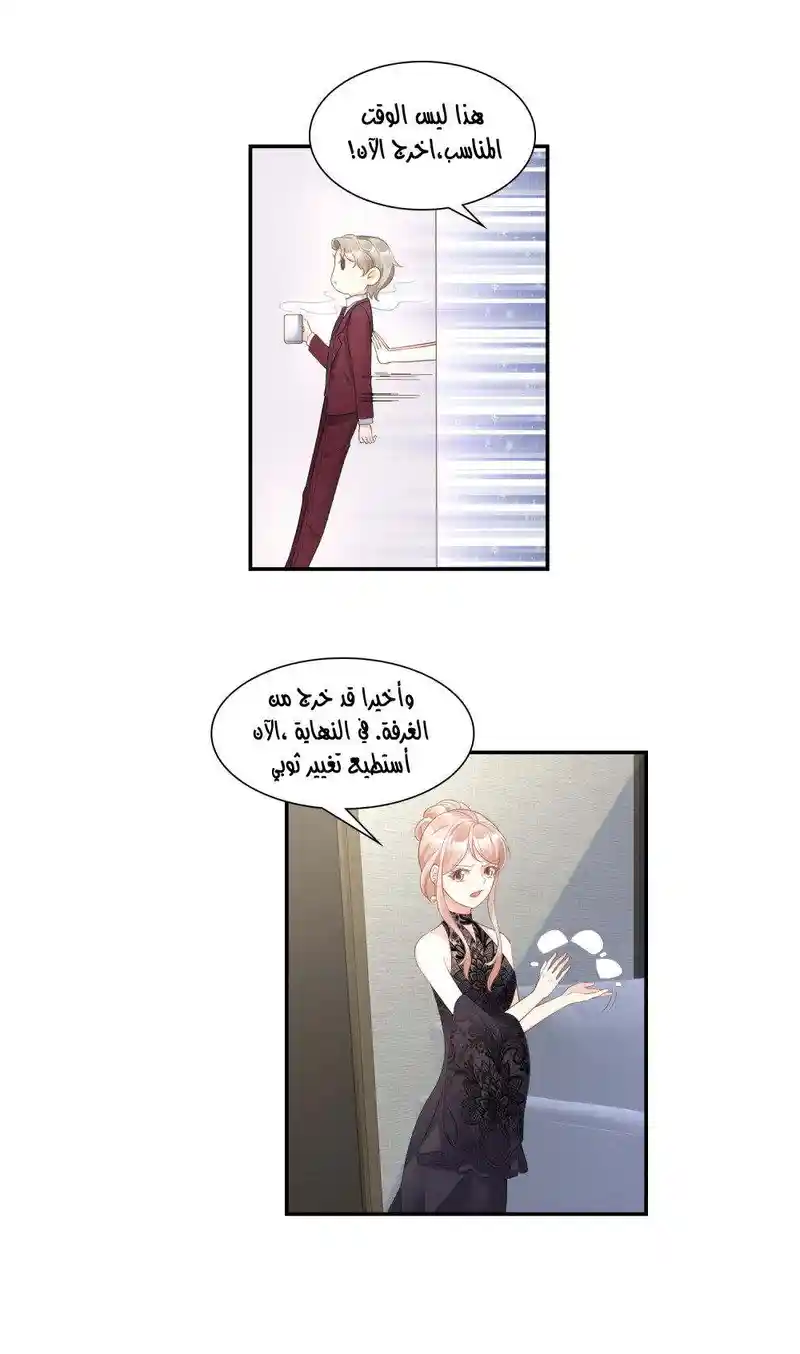 هذا ليس الوقت
المناسب،اخرج الآن!
وأخيرا قد خرج من
الغرفة. في النهاية ،الآن
أستطيع تغيير ثوبي